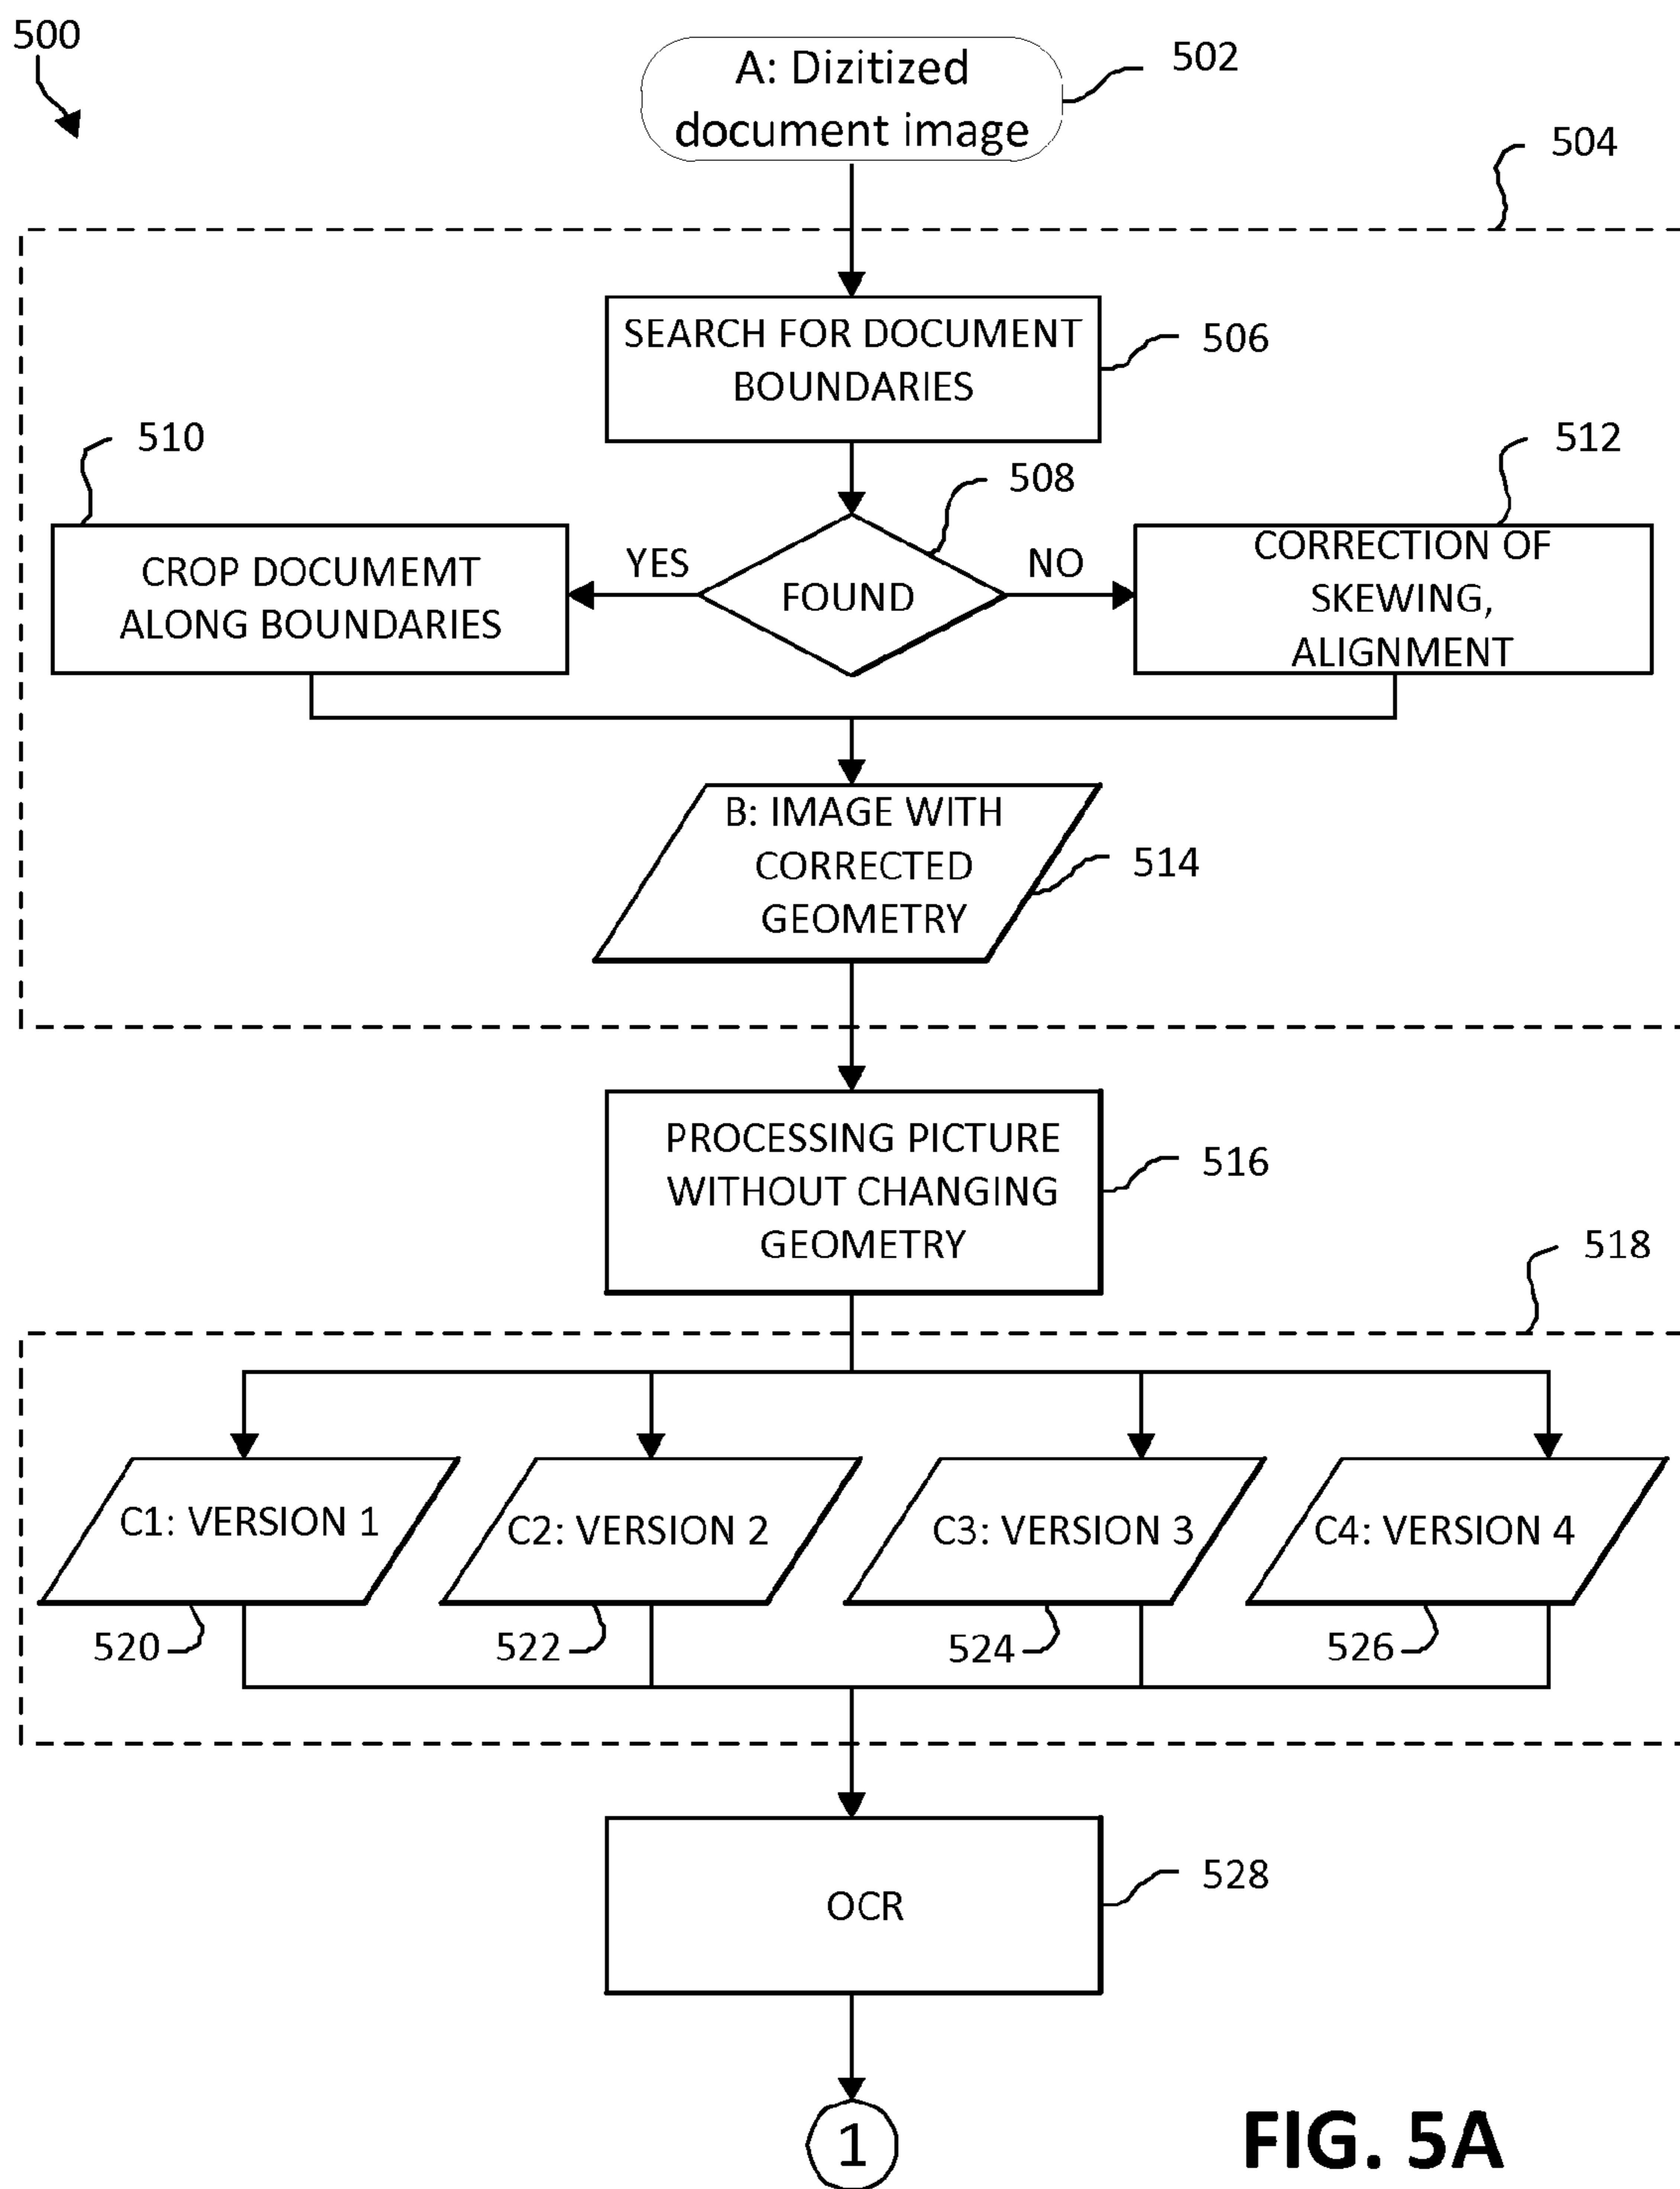 500
A: Dizitized
document image
502
504
SEARCH FOR DOCUMENT
BOUNDARIES
506
510
508
512
CROP DOCUMEMT
ALONG BOUNDARIES
YES
FOUND
NO
CORRECTION OF
SKEWING,
ALIGNMENT
B: IMAGE WITH
CORRECTED
GEOMETRY
514
PROCESSING PICTURE
WITHOUT CHANGING
GEOMETRY
516
518
C1: VERSION 1
C2: VERSION 2
C3: VERSION 3
C4: VERSION 4
520
522
524
526
OCR
528
1
FIG. 5A